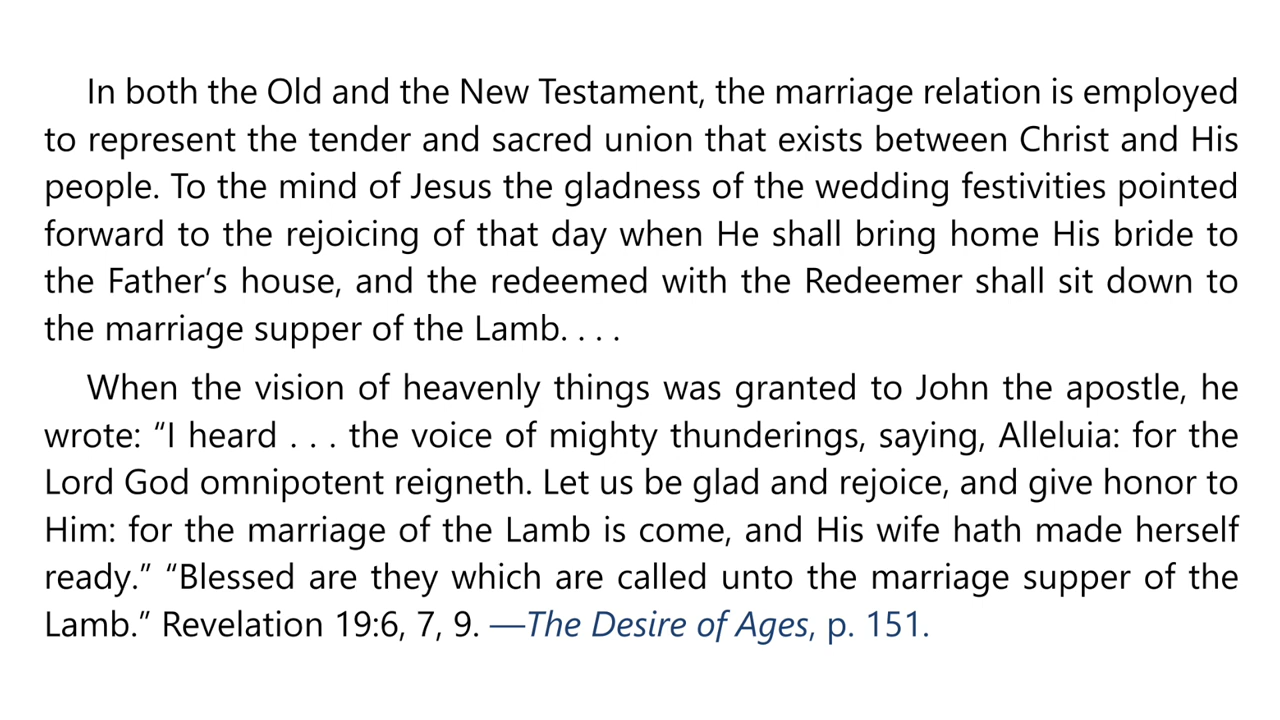 In both the Old and the New Testament, the marriage relation is employed
to represent the tender and sacred union that exists between Christ and His
people. To the mind of Jesus the gladness of the wedding festivities pointed
forward to the rejoicing of that day when He shall bring home His bride to
the Father’s house, and the redeemed with the Redeemer shall sit down to
the marriage supper of the Lamb. . . .
When the vision of heavenly things was granted to John the apostle, he
wrote: “I heard . . . the voice of mighty thunderings, saying, Alleluia: for the
Lord God omnipotent reigneth. Let us be glad and rejoice, and give honor to
Him: for the marriage of the Lamb is come, and His wife hath made herself
ready.” “Blessed are they which are called unto the marriage supper of the
Lamb.” Revelation 19:6, 7, 9. —The Desire of Ages, p. 151.